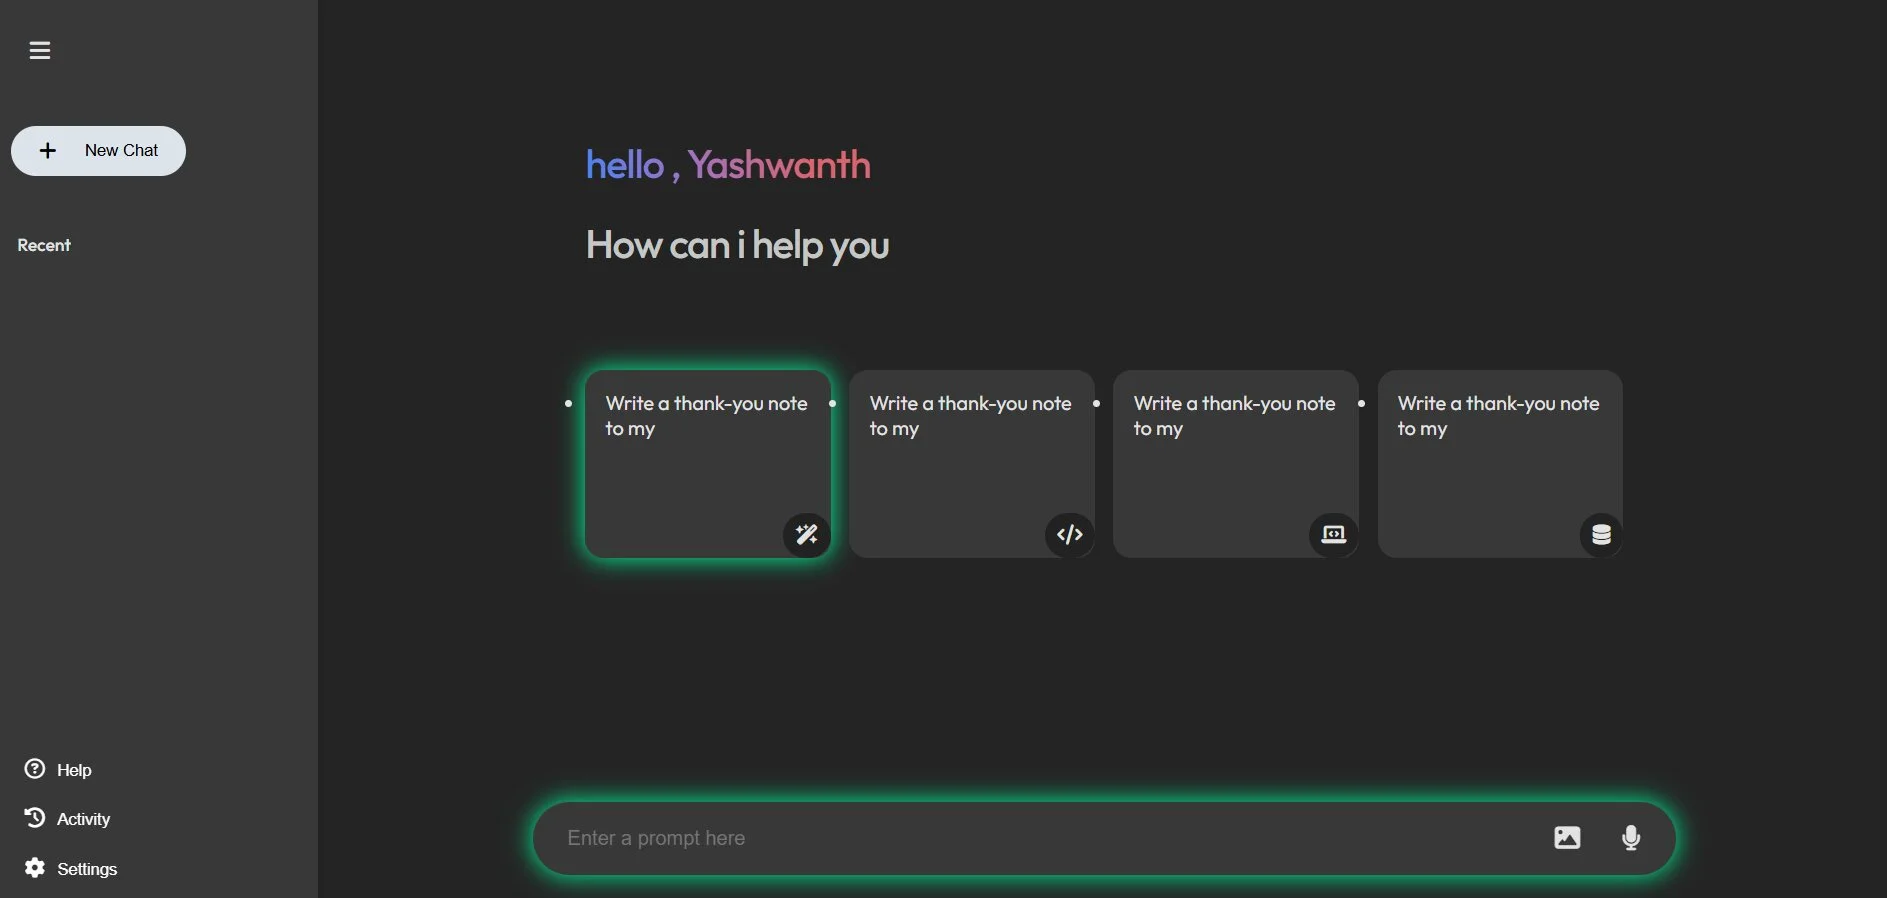 New Chat
Recent
Help
Activity
Settings
hello , Yashwanth
How can i help you
Write a thank-you note
to my
Write a thank-you note
to my
Write a thank-you note
to my
Write a thank-you note
to my
Enter a prompt here